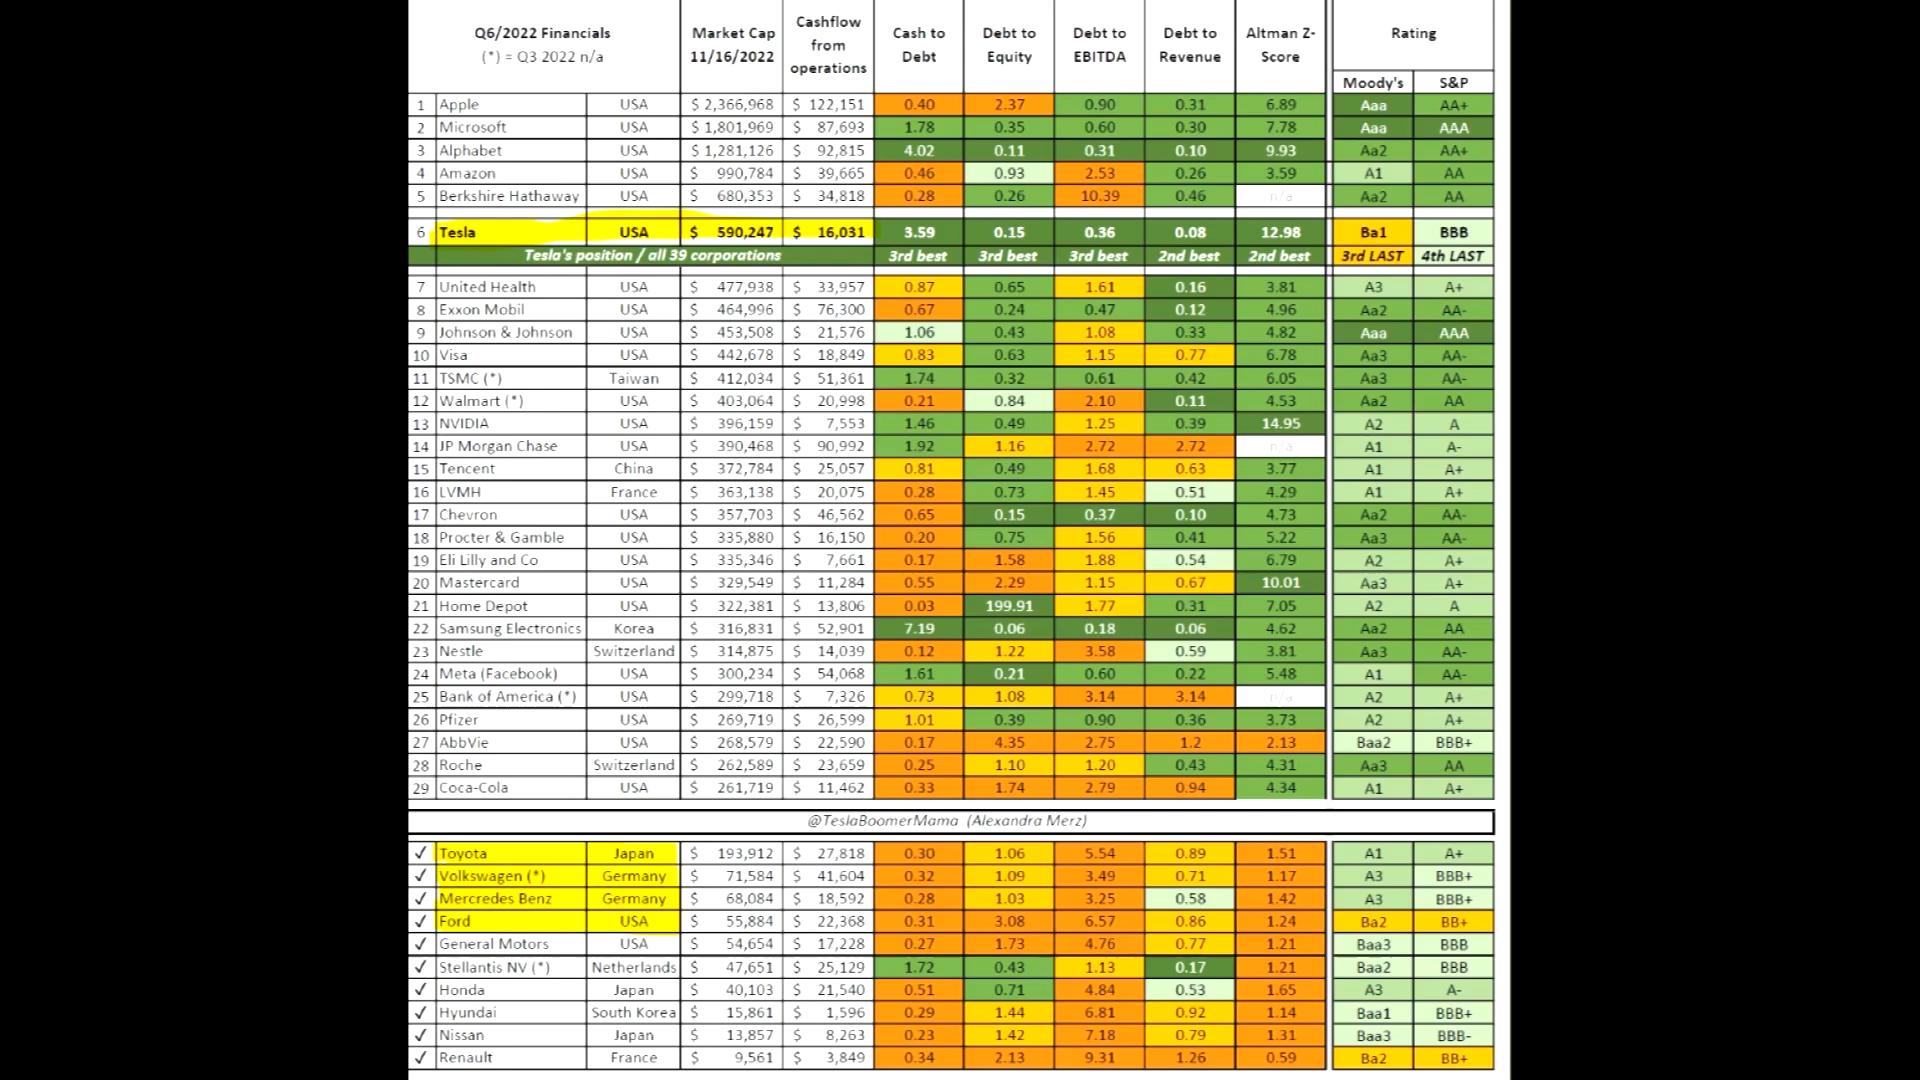 Q6/2022 Financials
(*) = Q3 2022 n/a
Market Cap
11/16/2022
Cashflow
from
operations
Cash to
Debt
Debt to
Equity
Debt to
EBITDA
Debt to
Revenue
Altman Z-
Score
Rating
Moody's S&P
1 Apple USA $ 2,366,968 $ 122,151 0.40 2.37 0.90 0.31 6.89 Aaa AA+
2 Microsoft USA $ 1,801,969 $ 87,693 1.78 0.35 0.60 0.30 7.78 Aaa AAA
3 Alphabet USA $ 1,281,126 $ 92,815 4.02 0.11 0.31 0.10 9.93 Aa2 AA+
4 Amazon USA $ 990,784 $ 39,665 0.46 0.93 2.53 0.26 3.59 A1 AA
5 Berkshire Hathaway USA $ 680,353 $ 34,818 0.28 0.26 10.39 0.46 n/a Aa2 AA
6 Tesla USA $ 590,247 $ 16,031 3.59 0.15 0.36 0.08 12.98 Ba1 BBB
Tesla's position / all 39 corporations 3rd best 3rd best 3rd best 2nd best 2nd best 3rd LAST 4th LAST
7 United Health USA $ 477,938 $ 33,957 0.87 0.65 1.61 0.16 3.81 A3 A+
8 Exxon Mobil USA $ 464,996 $ 76,300 0.67 0.24 0.47 0.12 4.96 Aa2 AA-
9 Johnson & Johnson USA $ 453,508 $ 21,576 1.06 0.43 1.08 0.33 4.82 Aaa AAA
10 Visa USA $ 442,678 $ 18,849 0.83 0.63 1.15 0.77 6.78 Aa3 AA-
11 TSMC (*) Taiwan $ 412,034 $ 51,361 1.74 0.32 0.61 0.42 6.05 Aa3 AA-
12 Walmart (*) USA $ 403,064 $ 20,998 0.21 0.84 2.10 0.11 4.53 Aa2 AA
13 NVIDIA USA $ 396,159 $ 7,553 1.46 0.49 1.25 0.39 14.95 A2 A
14 JP Morgan Chase USA $ 390,468 $ 90,992 1.92 1.16 2.72 2.72 n/a A1 A-
15 Tencent China $ 372,784 $ 25,057 0.81 0.49 1.68 0.63 3.77 A1 A+
16 LVMH France $ 363,138 $ 20,075 0.28 0.73 1.45 0.51 4.29 A1 A+
17 Chevron USA $ 357,703 $ 46,562 0.65 0.15 0.37 0.10 4.73 Aa2 AA-
18 Procter & Gamble USA $ 335,880 $ 16,150 0.20 0.75 1.56 0.41 5.22 Aa3 AA-
19 Eli Lilly and Co USA $ 335,346 $ 7,661 0.17 1.58 1.88 0.54 6.79 A2 A+
20 Mastercard USA $ 329,549 $ 11,284 0.55 2.29 1.15 0.67 10.01 Aa3 A+
21 Home Depot USA $ 322,381 $ 13,806 0.03 199.91 1.77 0.31 7.05 A2 A
22 Samsung Electronics Korea $ 316,831 $ 52,901 7.19 0.06 0.18 0.06 4.62 Aa2 AA
23 Nestle Switzerland $ 314,875 $ 14,039 0.12 1.22 3.58 0.59 3.81 Aa3 AA-
24 Meta (Facebook) USA $ 300,234 $ 54,068 1.61 0.21 0.60 0.22 5.48 A1 AA-
25 Bank of America (*) USA $ 299,718 $ 7,326 0.73 1.08 3.14 3.14 n/a A2 A+
26 Pfizer USA $ 269,719 $ 26,599 1.01 0.39 0.90 0.36 3.73 A2 A+
27 AbbVie USA $ 268,579 $ 22,590 0.17 4.35 2.75 1.2 2.13 Baa2 BBB+
28 Roche Switzerland $ 262,589 $ 23,659 0.25 1.10 1.20 0.43 4.31 Aa3 AA
29 Coca-Cola USA $ 261,719 $ 11,462 0.33 1.74 2.79 0.94 4.34 A1 A+
@TeslaBoomerMama (Alexandra Merz)
✓ Toyota Japan $ 193,912 $ 27,818 0.30 1.06 5.54 0.89 1.51 A1 A+
✓ Volkswagen (*) Germany $ 71,584 $ 41,604 0.32 1.09 3.49 0.71 1.17 A3 BBB+
✓ Mercredes Benz Germany $ 68,084 $ 18,592 0.28 1.03 3.25 0.58 1.42 A3 BBB+
✓ Ford USA $ 55,884 $ 22,368 0.31 3.08 6.57 0.86 1.24 Ba2 BB+
✓ General Motors USA $ 54,654 $ 17,228 0.27 1.73 4.76 0.77 1.21 Baa3 BBB
✓ Stellantis NV (*) Netherlands $ 47,651 $ 25,129 1.72 0.43 1.13 0.17 1.21 Baa2 BBB
✓ Honda Japan $ 40,103 $ 21,540 0.51 0.71 4.84 0.53 1.65 A3 A-
✓ Hyundai South Korea $ 15,861 $ 1,596 0.29 1.44 6.81 0.92 1.14 Baa1 BBB+
✓ Nissan Japan $ 13,857 $ 8,263 0.23 1.42 7.18 0.79 1.31 Baa3 BBB-
✓ Renault France $ 9,561 $ 3,849 0.34 2.13 9.31 1.26 0.59 Ba2 BB+